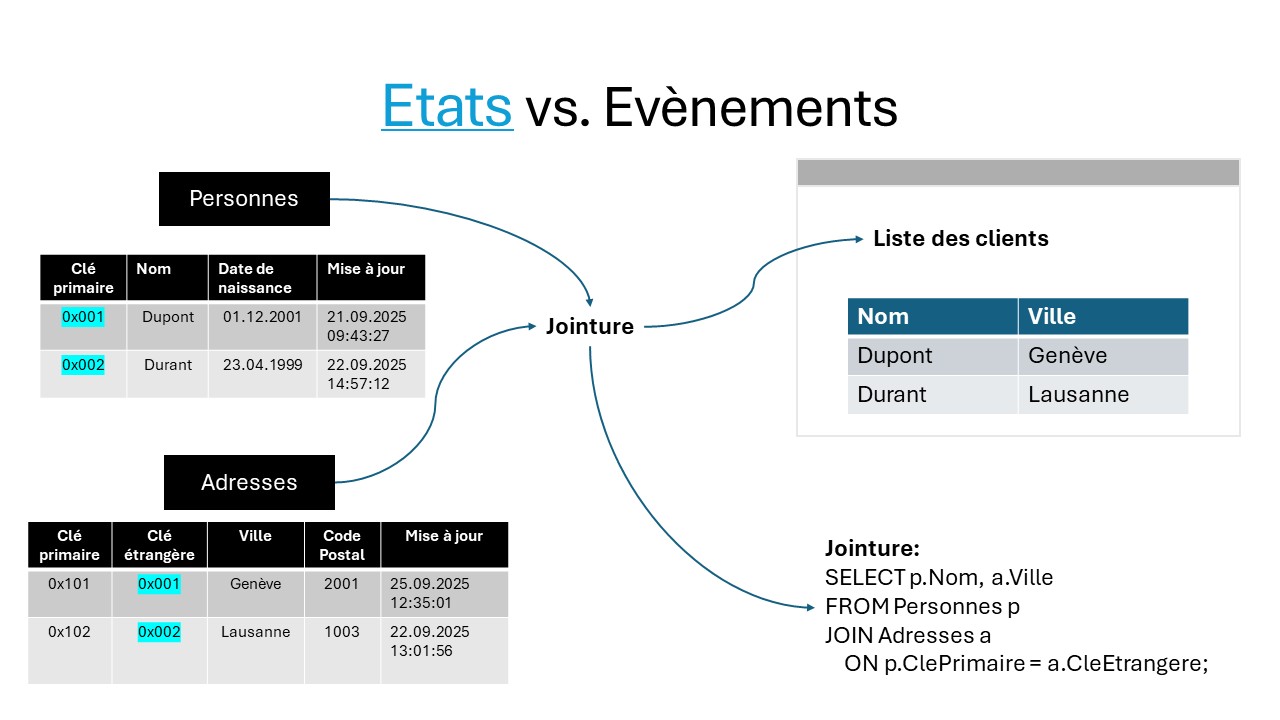 Etats vs. Evènements
Personnes
Clé primaire Nom Date de naissance Mise à jour
0x001 Dupont 01.12.2001 21.09.2025 09:43:27
0x002 Durant 23.04.1999 22.09.2025 14:57:12
Adresses
Clé primaire Clé étrangère Ville Code Postal Mise à jour
0x101 0x001 Genève 2001 25.09.2025 12:35:01
0x102 0x002 Lausanne 1003 22.09.2025 13:01:56
Jointure
Liste des clients
Nom Ville
Dupont Genève
Durant Lausanne
Jointure:
SELECT p.Nom, a.Ville
FROM Personnes p
JOIN Adresses a
ON p.ClePrimaire = a.CleEtrangere;